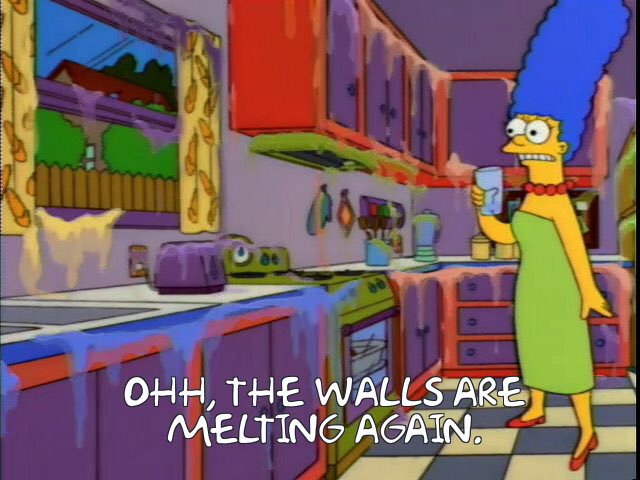 OHH, THE WALLS ARE
MELTING AGAIN.